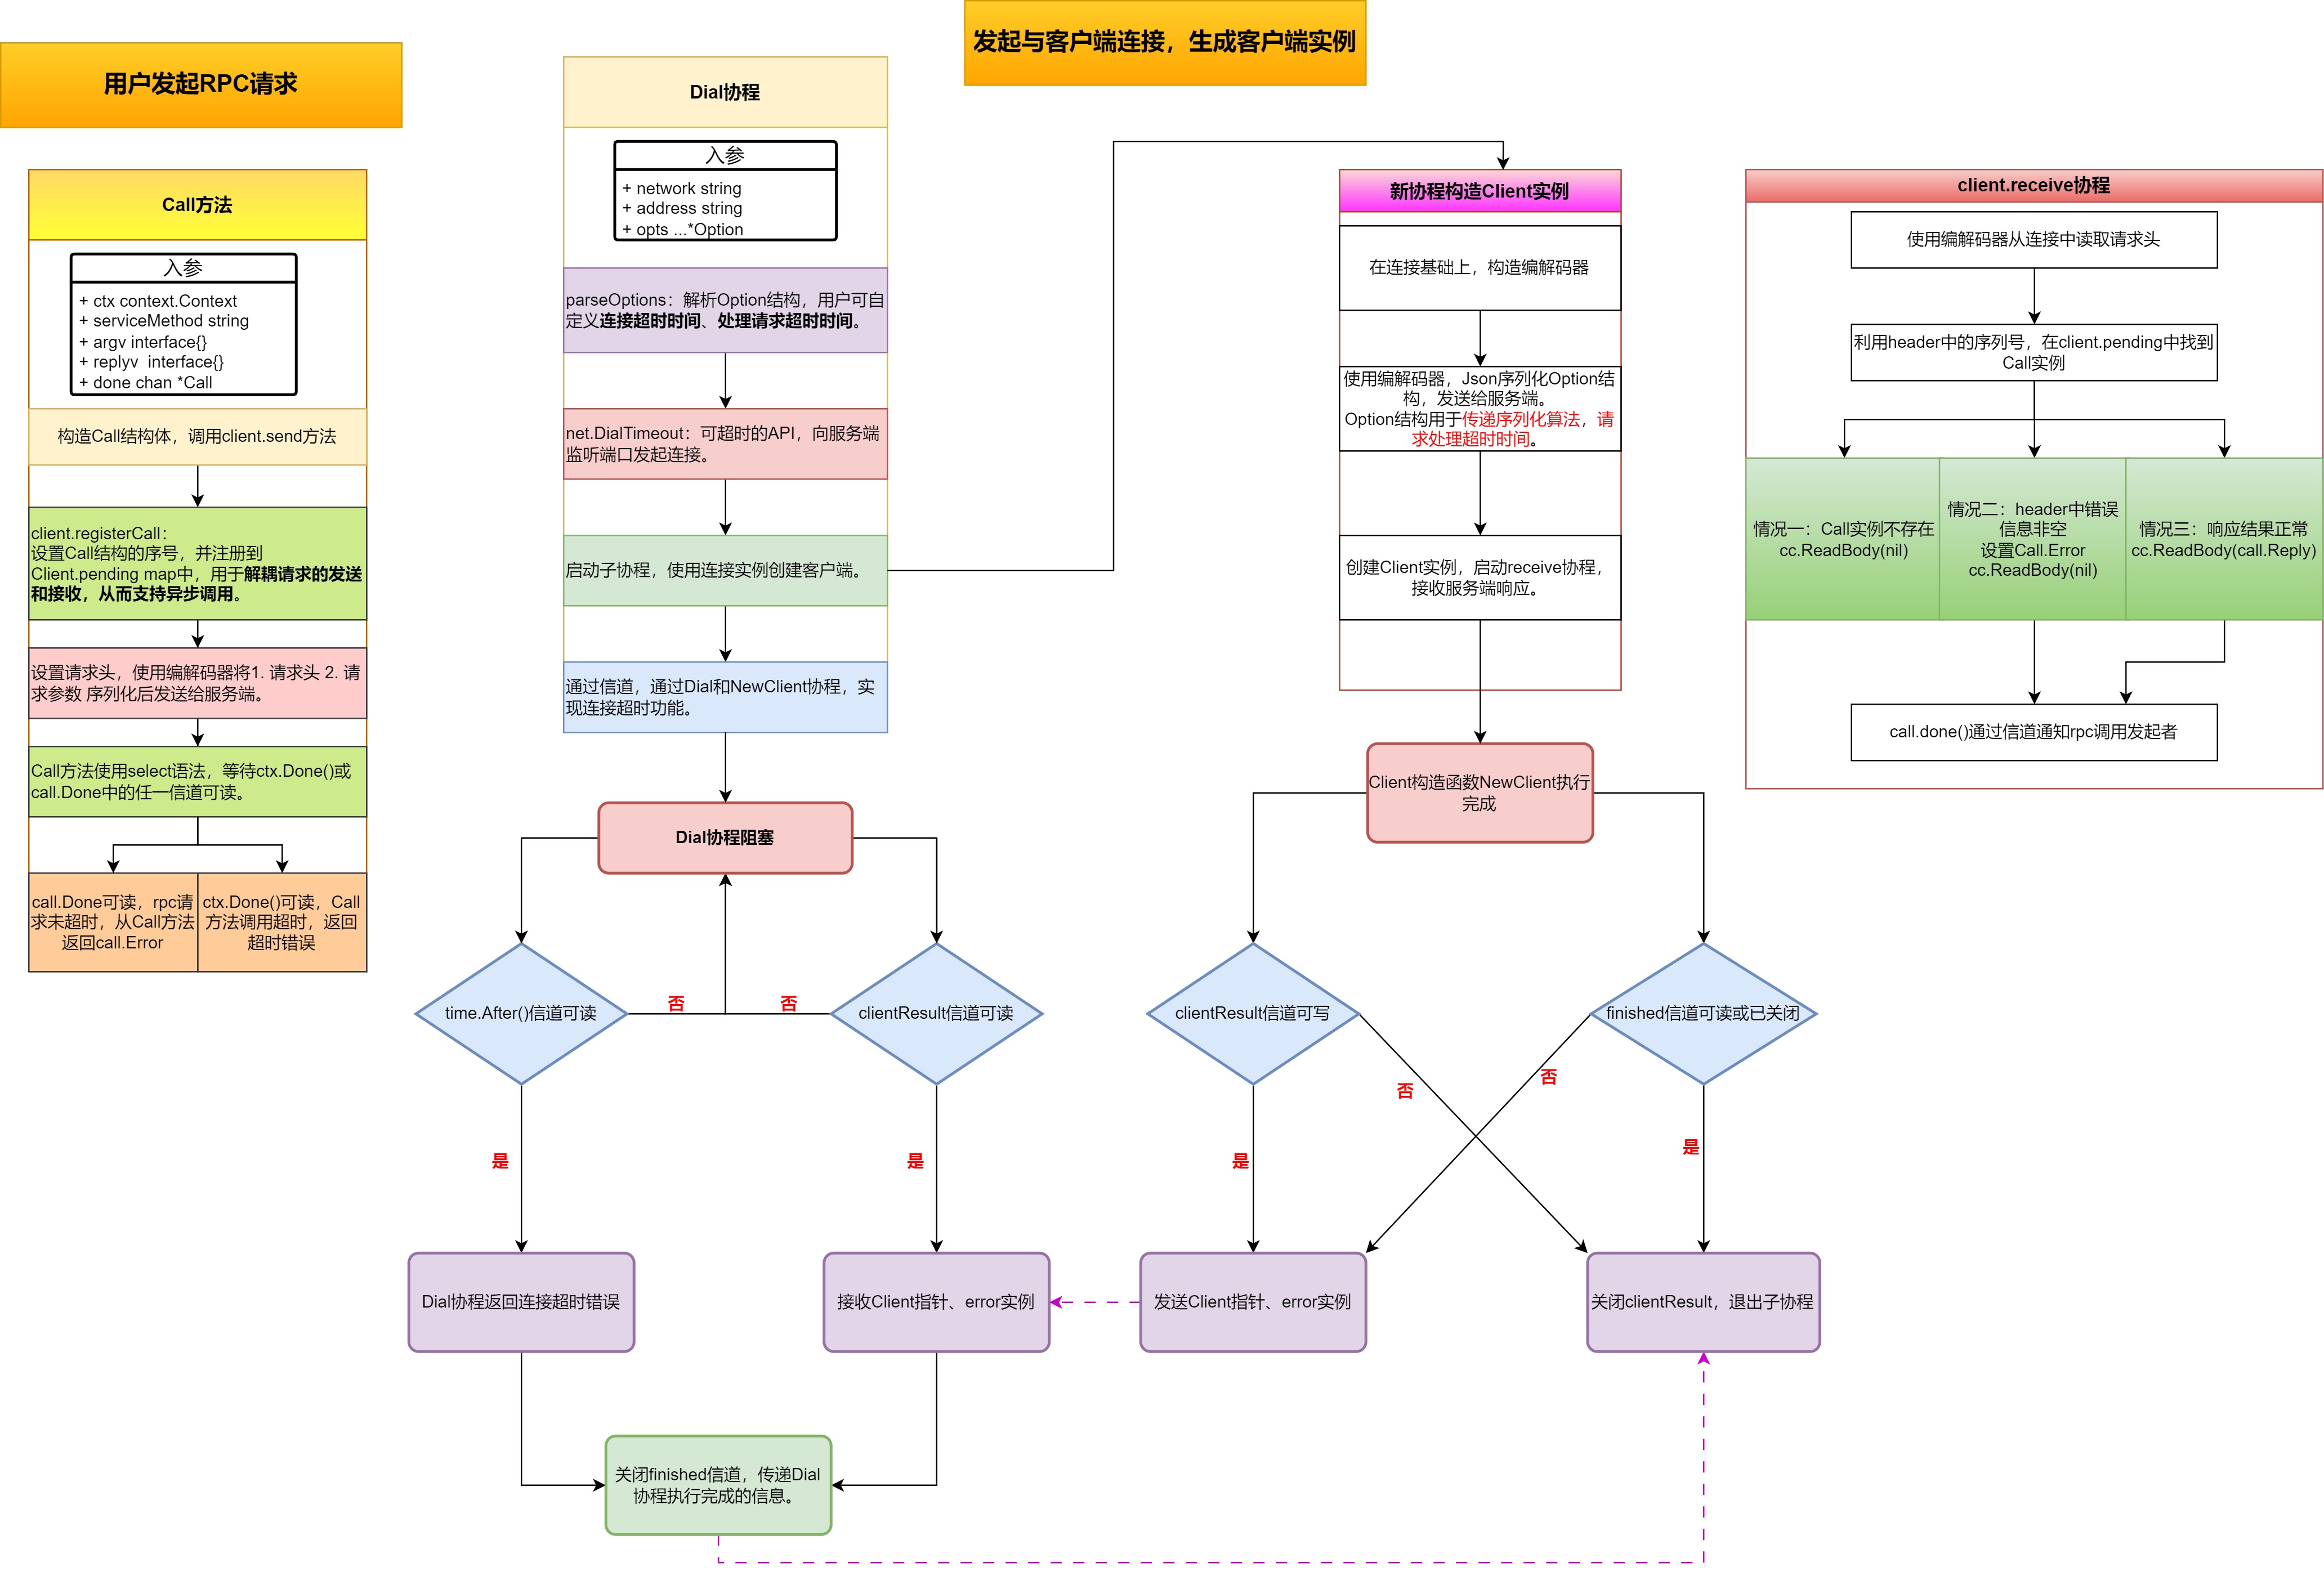 发起与客户端连接，生成客户端实例
用户发起RPC请求
Call方法
入参
+ ctx context.Context
+ serviceMethod string
+ argv interface{}
+ replyv  interface{}
+ done chan *Call
构造Call结构体，调用client.send方法
client.registerCall：
设置Call结构的序号，并注册到
Client.pending map中，用于解耦请求的发送
和接收，从而支持异步调用。
设置请求头，使用编解码器将1. 请求头 2. 请
求参数 序列化后发送给服务端。
Call方法使用select语法，等待ctx.Done()或
call.Done中的任一信道可读。
call.Done可读，rpc请
求未超时，从Call方法
返回call.Error
ctx.Done()可读，Call
方法调用超时，返回
超时错误
Dial协程
入参
+ network string
+ address string
+ opts ...*Option
parseOptions：解析Option结构，用户可自
定义连接超时时间、处理请求超时时间。
net.DialTimeout：可超时的API，向服务端
监听端口发起连接。
启动子协程，使用连接实例创建客户端。
通过信道，通过Dial和NewClient协程，实
现连接超时功能。
Dial协程阻塞
time.After()信道可读
否
否
clientResult信道可读
是
是
Dial协程返回连接超时错误
接收Client指针、error实例
关闭finished信道，传递Dial
协程执行完成的信息。
新协程构造Client实例
在连接基础上，构造编解码器
使用编解码器，Json序列化Option结
构，发送给服务端。
Option结构用于传递序列化算法，请
求处理超时时间。
创建Client实例，启动receive协程，
接收服务端响应。
Client构造函数NewClient执行
完成
clientResult信道可写
finished信道可读或已关闭
否
否
是
是
发送Client指针、error实例
关闭clientResult，退出子协程
client.receive协程
使用编解码器从连接中读取请求头
利用header中的序列号，在client.pending中找到
Call实例
情况一：Call实例不存在
cc.ReadBody(nil)
情况二：header中错误
信息非空
设置Call.Error
cc.ReadBody(nil)
情况三：响应结果正常
cc.ReadBody(call.Reply)
call.done()通过信道通知rpc调用发起者